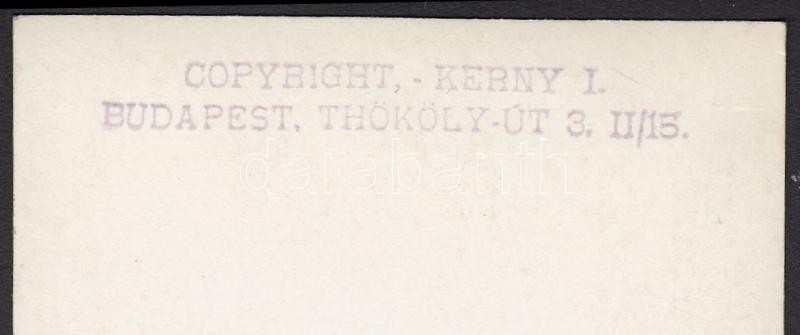 COPYRIGHT, - KERNY I.
BUDAPEST, THÖKÖLY-ÚT 3. II/15.
darabanth